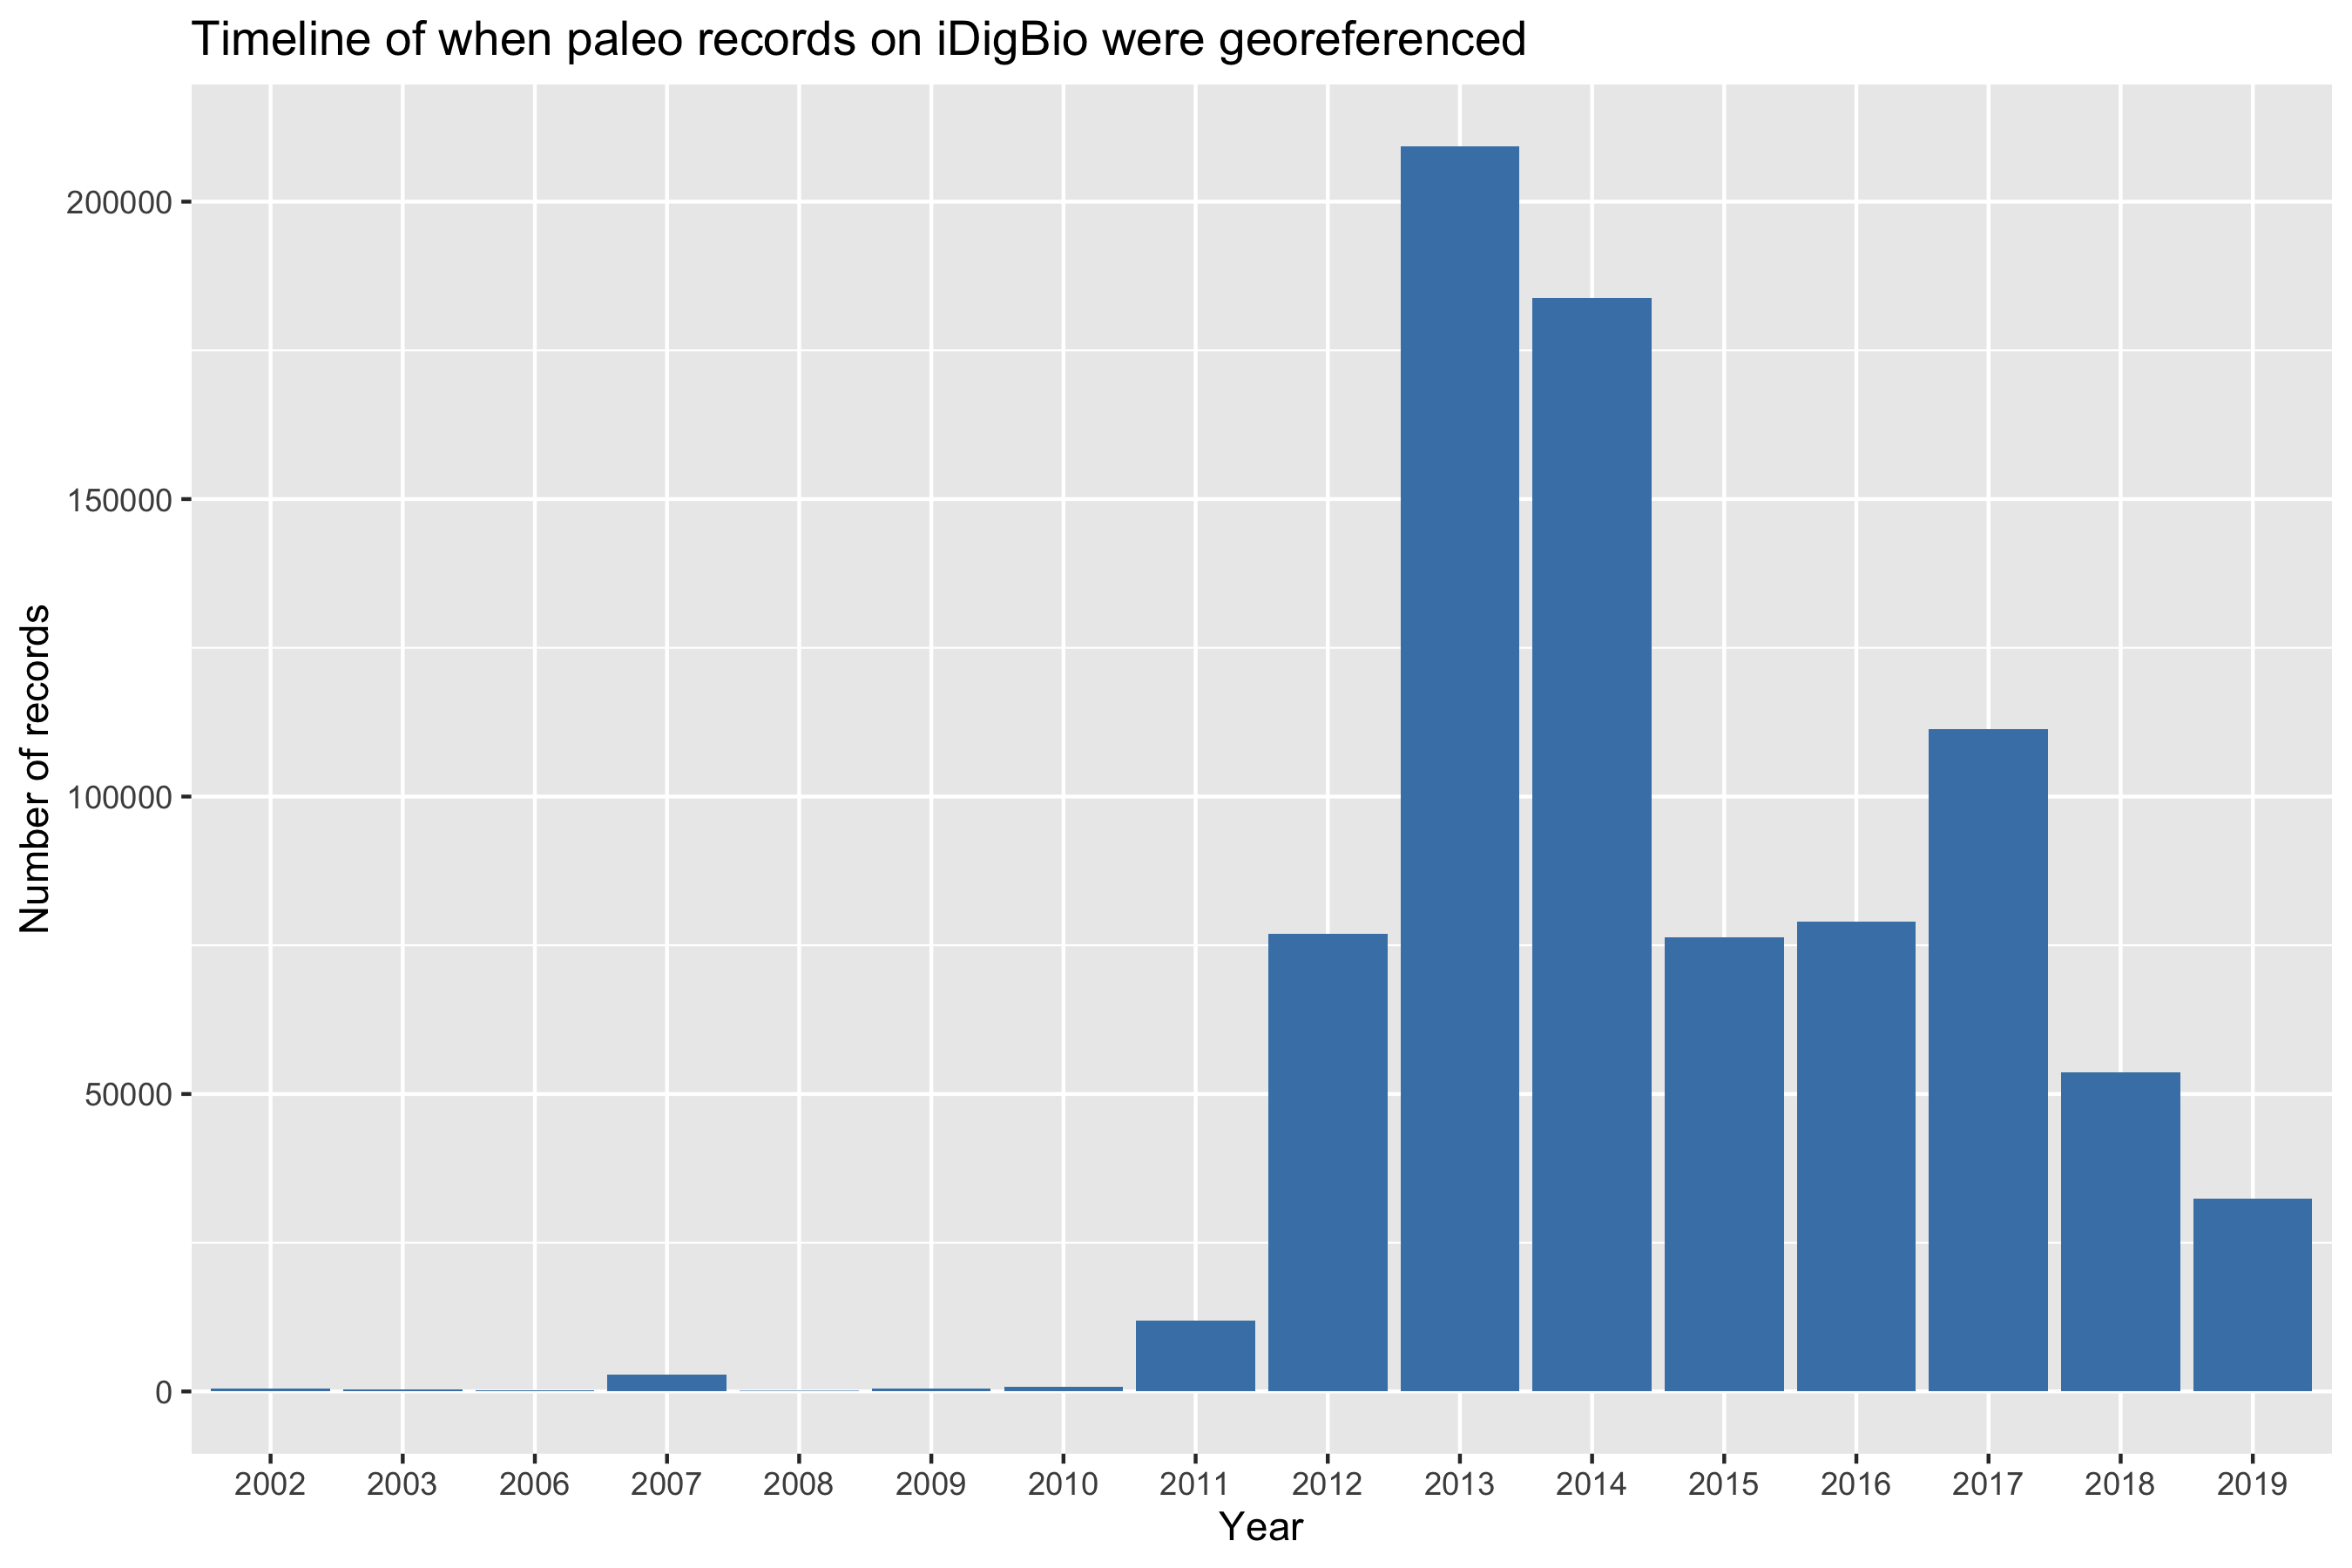 Timeline of when paleo records on iDigBio were georeferenced
Number of records
200000
150000
100000
50000
0
2002 2003 2006 2007 2008 2009 2010 2011 2012 2013 2014 2015 2016 2017 2018 2019
Year